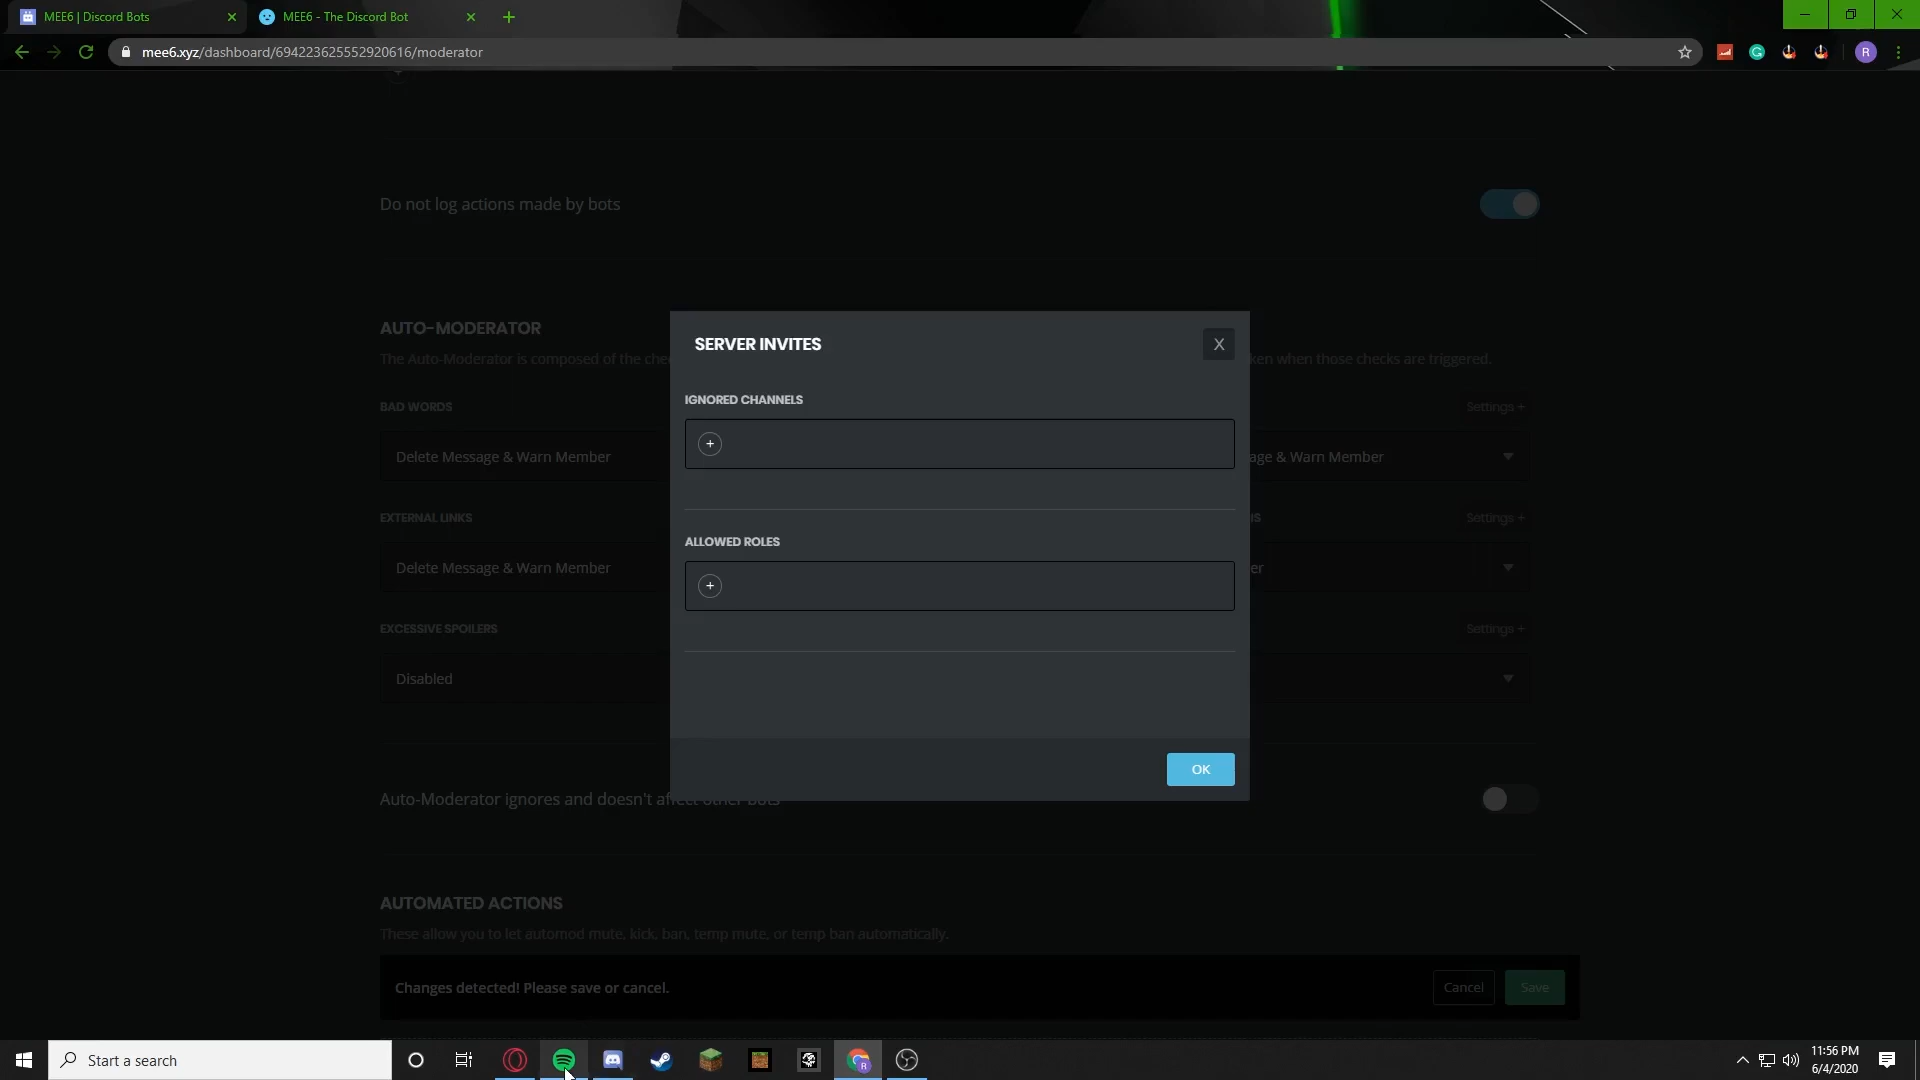 MEE6 | Discord Bots
MEE6 - The Discord Bot
mee6.xyz/dashboard/694223625552920616/moderator
R
Do not log actions made by bots
AUTO-MODERATOR
The Auto-Moderator is composed of the che
ken when those checks are triggered.
SERVER INVITES
X
IGNORED CHANNELS
+
ALLOWED ROLES
+
OK
BAD WORDS
Settings +
Delete Message & Warn Member
age & Warn Member
EXTERNAL LINKS
Settings +
Delete Message & Warn Member
er
EXCESSIVE SPOILERS
Settings +
Disabled
Auto-Moderator ignores and doesn't affect other bots
AUTOMATED ACTIONS
These allow you to let automod mute, kick, ban, temp mute, or temp ban automatically.
Changes detected! Please save or cancel.
Cancel
Save
Start a search
R
11:56 PM
6/4/2020